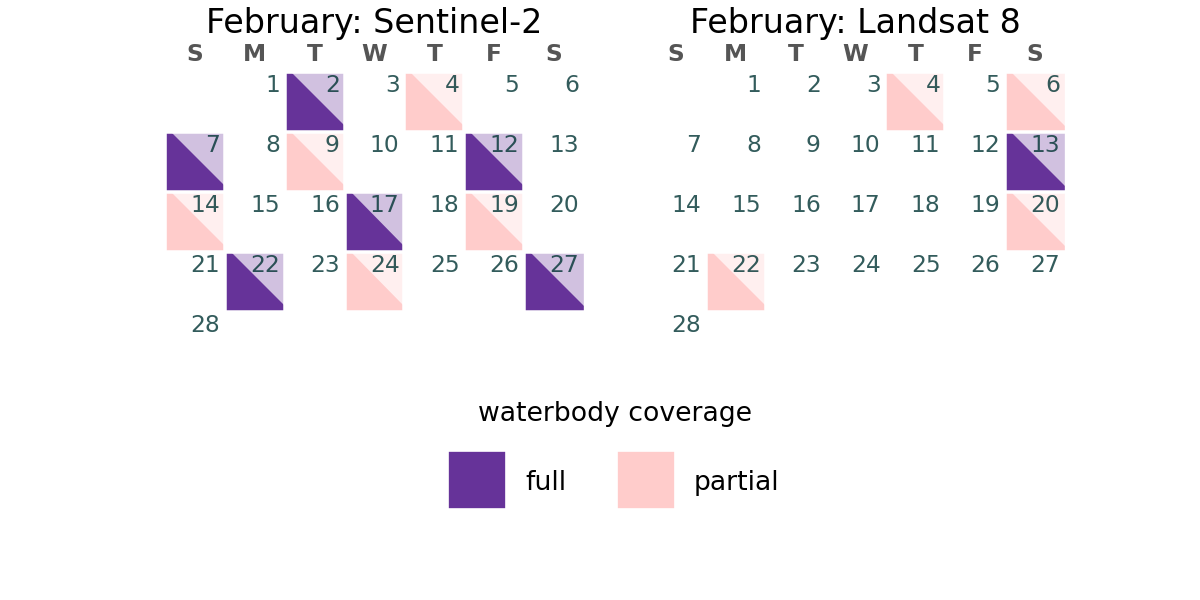 February: Sentinel-2
S M T W T F S
1 2 3 4 5 6
7 8 9 10 11 12 13
14 15 16 17 18 19 20
21 22 23 24 25 26 27
28
February: Landsat 8
S M T W T F S
1 2 3 4 5 6
7 8 9 10 11 12 13
14 15 16 17 18 19 20
21 22 23 24 25 26 27
28
waterbody coverage
full
partial